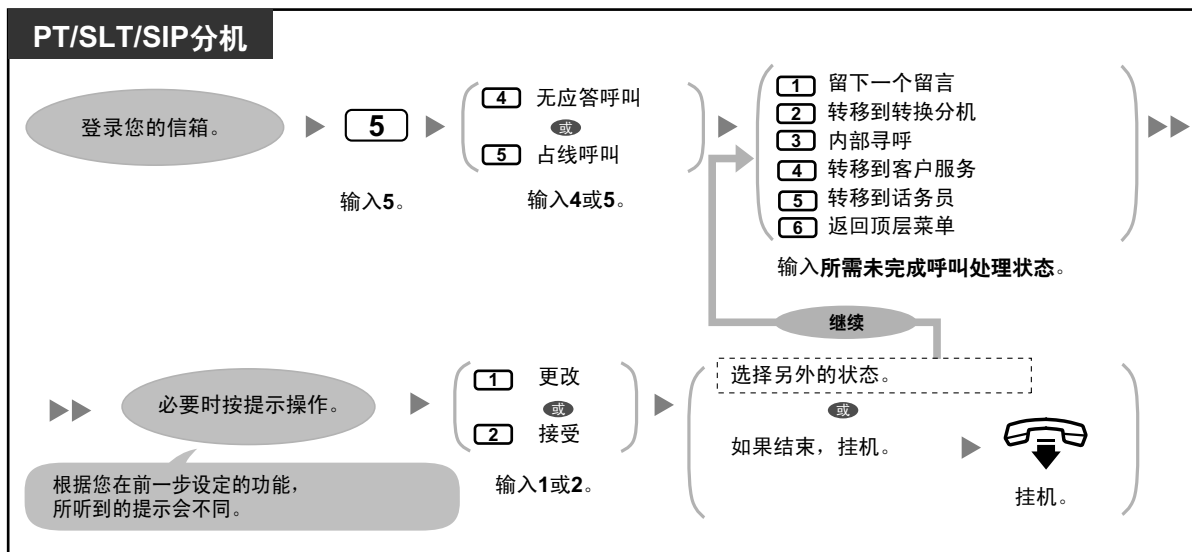 PT/SLT/SIP分机
登录您的信箱。
5
输入5。
4 无应答呼叫
或
5 占线呼叫
输入4或5。
1 留下一个留言
2 转移到转换分机
3 内部寻呼
4 转移到客户服务
5 转移到话务员
6 返回顶层菜单
输入所需未完成呼叫处理状态。
继续
必要时按提示操作。
根据您在前一步设定的功能，
所听到的提示会不同。
1 更改
或
2 接受
输入1或2。
选择另外的状态。
或
如果结束，挂机。
挂机。